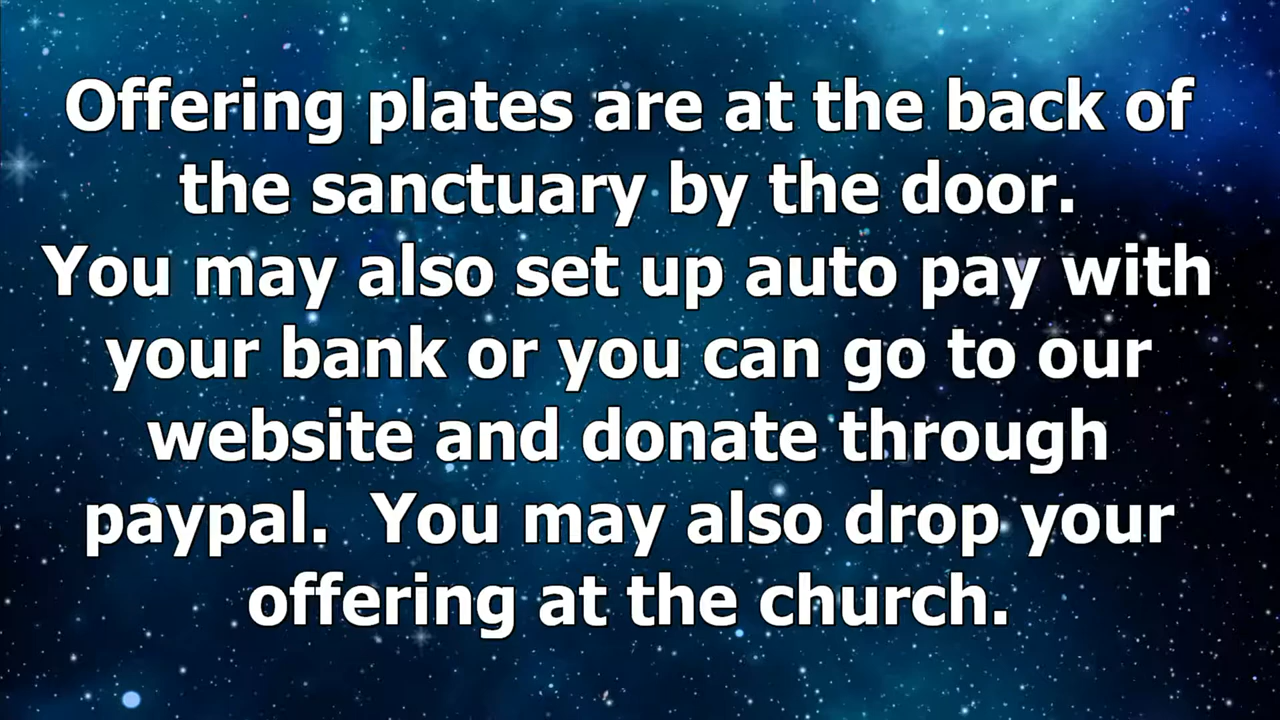 Offering plates are at the back of
the sanctuary by the door.
You may also set up auto pay with
your bank or you can go to our
website and donate through
paypal.  You may also drop your
offering at the church.